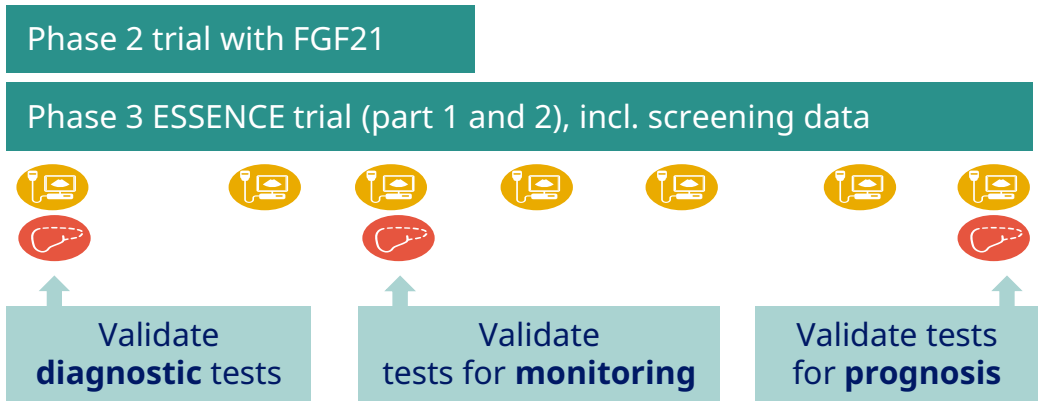 Phase 2 trial with FGF21
Phase 3 ESSENCE trial (part 1 and 2), incl. screening data
Validate
diagnostic tests
Validate
tests for monitoring
Validate tests
for prognosis